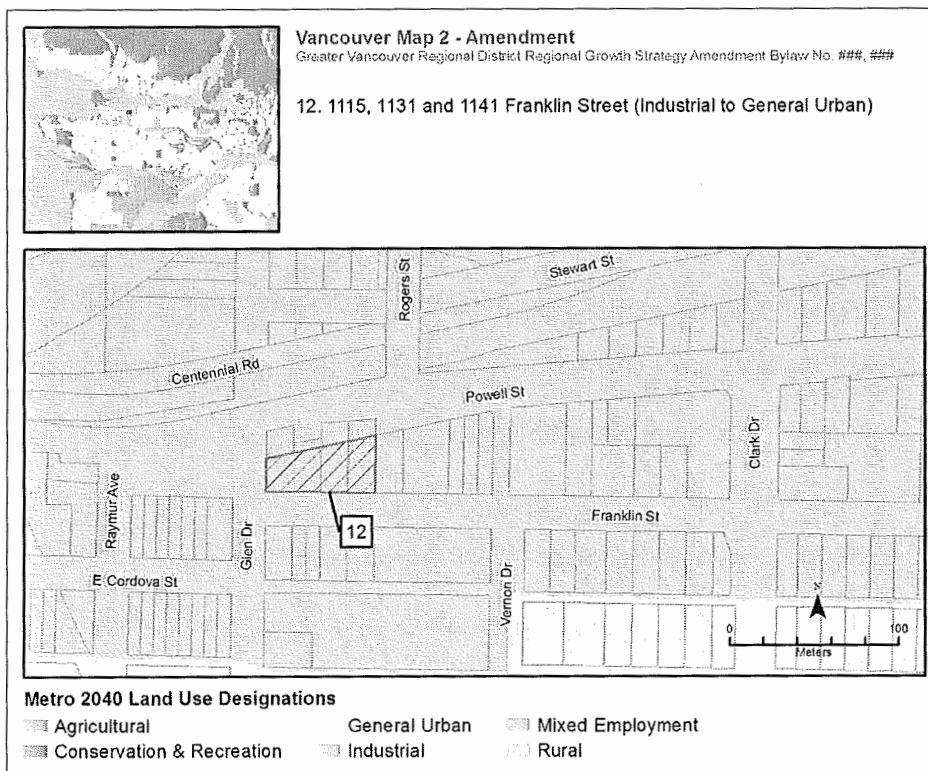 Vancouver Map 2 - Amendment
Greater Vancouver Regional District Regional Growth Strategy Amendment Bylaw No. ###, ###
12. 1115, 1131 and 1141 Franklin Street (Industrial to General Urban)
Stewart St
Rogers St
Centennial Rd
Powell St
Clark Dr
Raymur Ave
Glen Dr
Franklin St
12
E Cordova St
Vernon Dr
N
0 100
Meters
Metro 2040 Land Use Designations
Agricultural General Urban Mixed Employment
Conservation & Recreation Industrial Rural